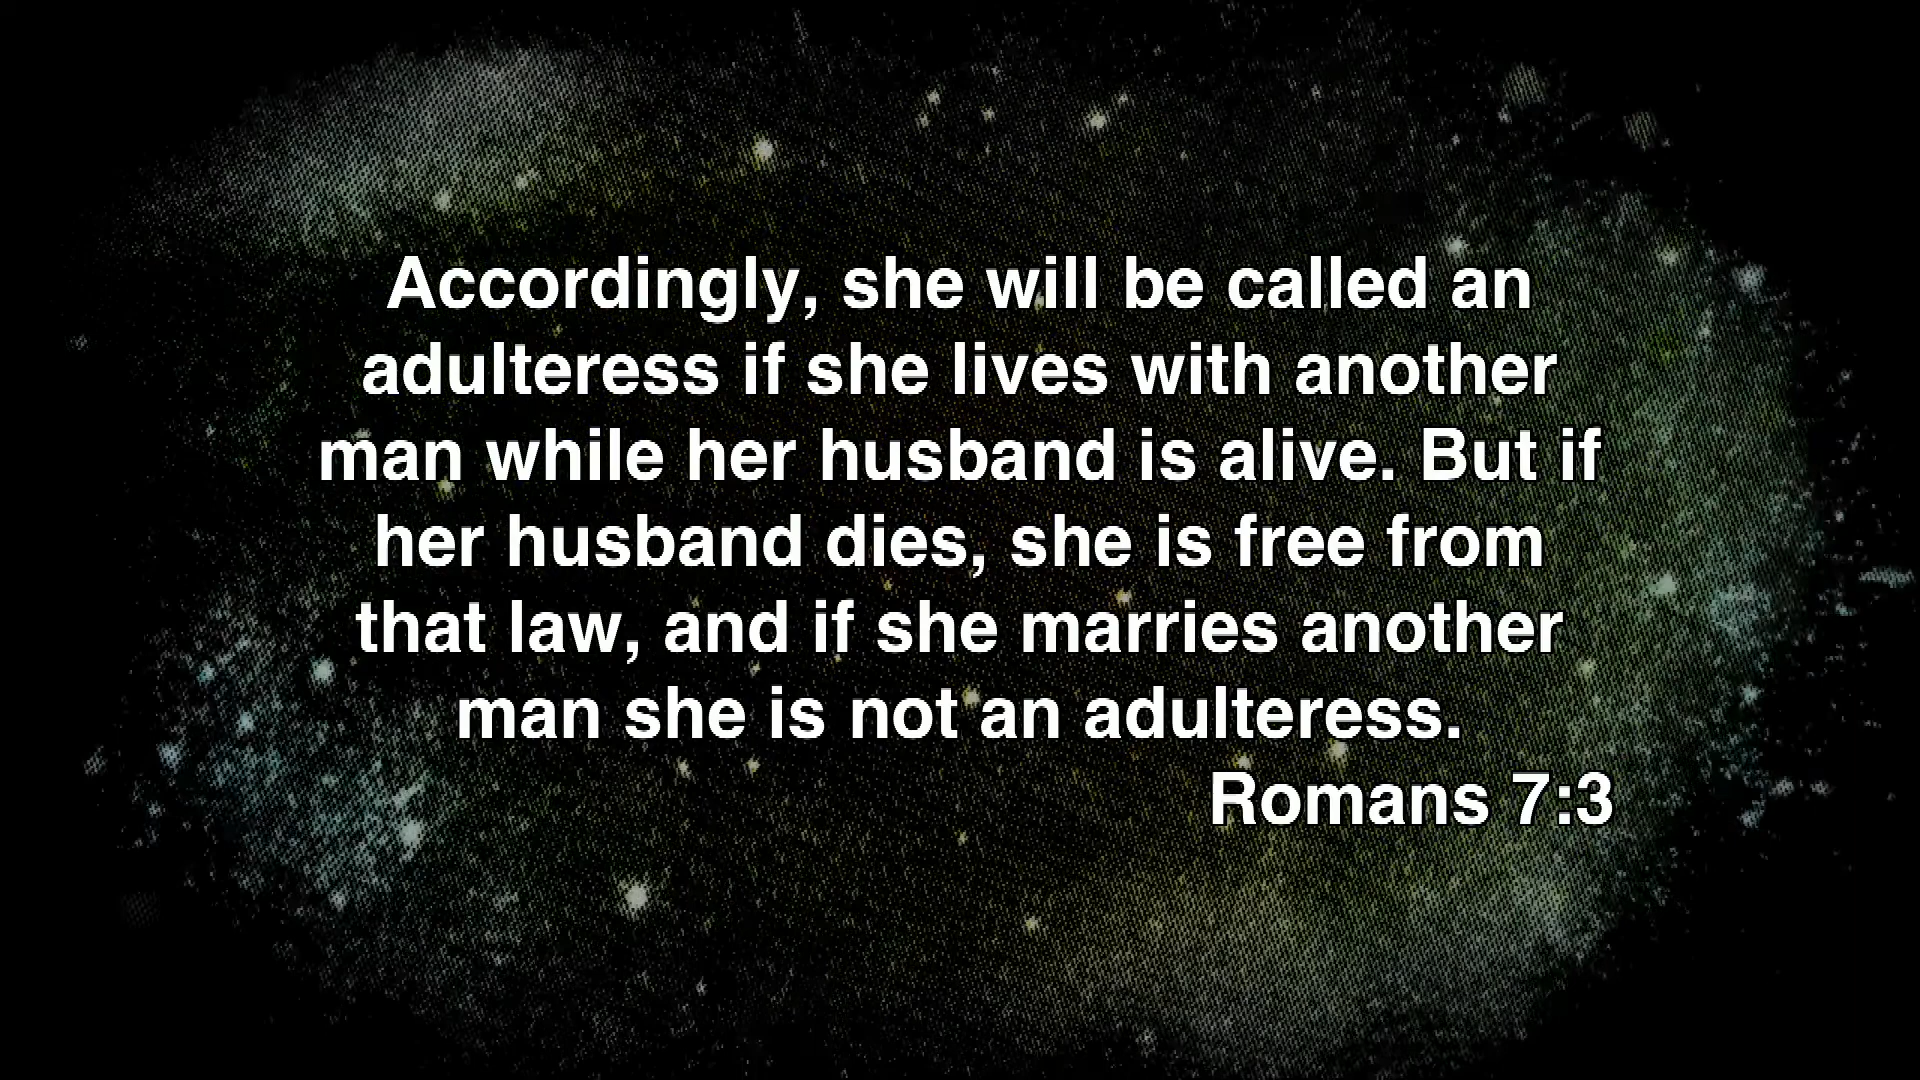 Accordingly, she will be called an
adulteress if she lives with another
man while her husband is alive. But if
her husband dies, she is free from
that law, and if she marries another
man she is not an adulteress.
Romans 7:3